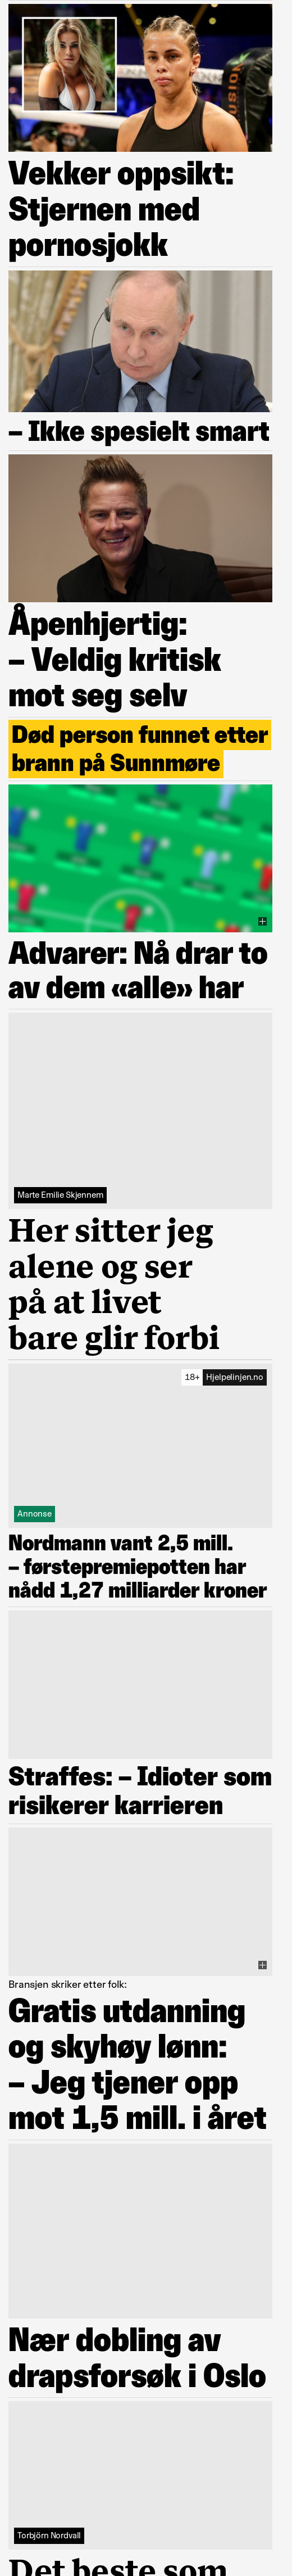 Vekker oppsikt:
Stjernen med
pornosjokk
– Ikke spesielt smart
Åpenhjertig:
– Veldig kritisk
mot seg selv
Død person funnet etter
brann på Sunnmøre
Advarer: Nå drar to
av dem «alle» har
Marte Emilie Skjennem
Her sitter jeg
alene og ser
på at livet
bare glir forbi
18+ Hjelpelinjen.no
Annonse
Nordmann vant 2,5 mill.
– førstepremiepotten har
nådd 1,27 milliarder kroner
Straffes: – Idioter som
risikerer karrieren
Bransjen skriker etter folk:
Gratis utdanning
og skyhøy lønn:
– Jeg tjener opp
mot 1,5 mill. i året
Nær dobling av
drapsforsøk i Oslo
Torbjörn Nordvall
Det beste som